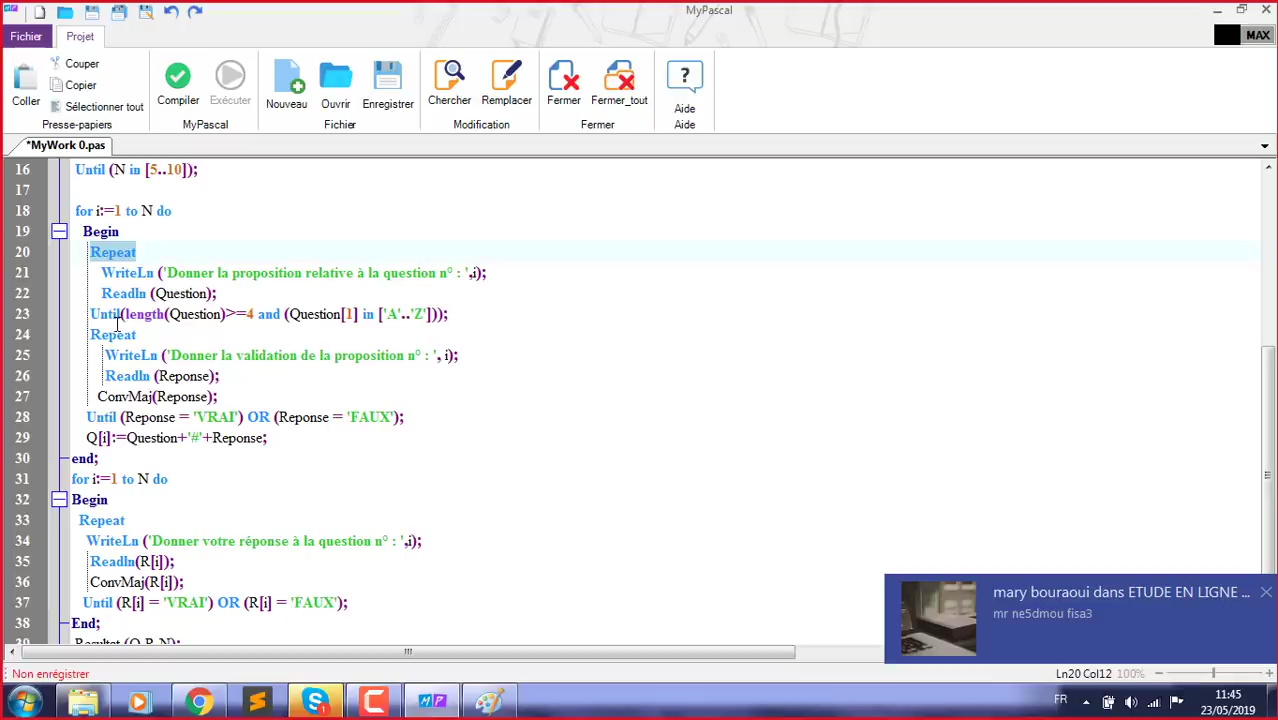 MyPascal
Fichier
Projet
MAX
Coller
Couper
Copier
Sélectionner tout
Presse-papiers
Compiler
Exécuter
MyPascal
Nouveau
Ouvrir
Enregistrer
Fichier
Chercher
Remplacer
Modification
Fermer
Fermer_tout
Fermer
Aide
Aide
*MyWork 0.pas
16 Until (N in [5..10]);
17
18 for i:=1 to N do
19 Begin
20 Repeat
21 WriteLn ('Donner la proposition relative à la question n° : ',i);
22 Readln (Question);
23 Until(length(Question)>=4 and (Question[1] in ['A'..'Z']));
24 Repeat
25 WriteLn ('Donner la validation de la proposition n° : ', i);
26 Readln (Reponse);
27 ConvMaj(Reponse);
28 Until (Reponse = 'VRAI') OR (Reponse = 'FAUX');
29 Q[i]:=Question+'#'+Reponse;
30 end;
31 for i:=1 to N do
32 Begin
33 Repeat
34 WriteLn ('Donner votre réponse à la question n° : ',i);
35 Readln(R[i]);
36 ConvMaj(R[i]);
37 Until (R[i] = 'VRAI') OR (R[i] = 'FAUX');
38 End;
39 Resultat (Q,R,N);
mary bouraoui dans ETUDE EN LIGNE ...
mr ne5dmou fisa3
Non enrégistrer
Ln20 Col12 100%
FR
11:45
23/05/2019